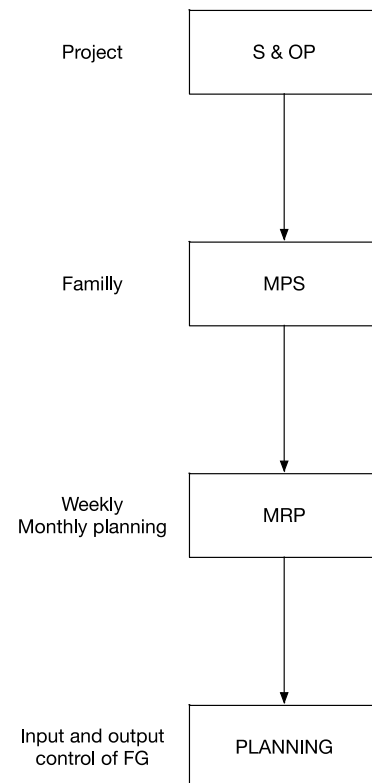 Project
S & OP
Familly
MPS
Weekly
Monthly planning
MRP
Input and output
control of FG
PLANNING